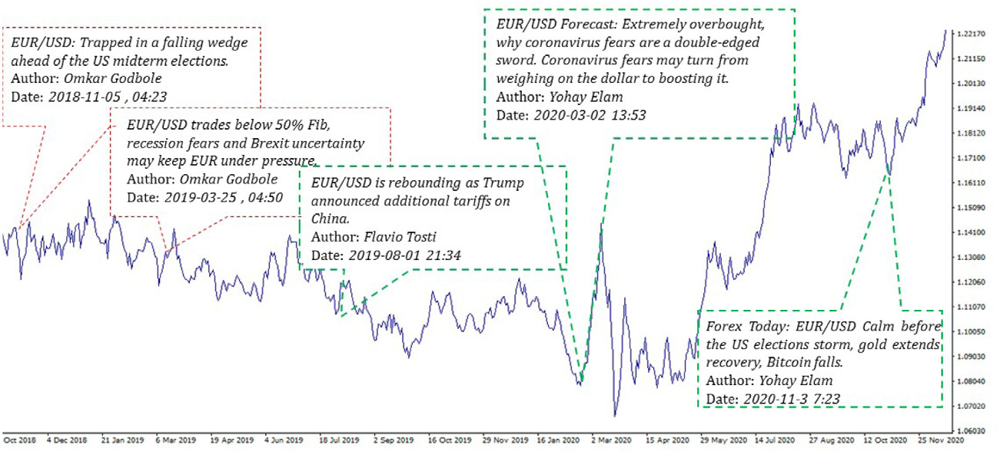 EUR/USD: Trapped in a falling wedge
ahead of the US midterm elections.
Author: Omkar Godbole
Date: 2018-11-05 , 04:23
EUR/USD trades below 50% Fib,
recession fears and Brexit uncertainty
may keep EUR under pressure.
Author: Omkar Godbole
Date: 2019-03-25 , 04:50
EUR/USD is rebounding as Trump
announced additional tariffs on
China.
Author: Flavio Tosti
Date: 2019-08-01 21:34
EUR/USD Forecast: Extremely overbought,
why coronavirus fears are a double-edged
sword. Coronavirus fears may turn from
weighing on the dollar to boosting it.
Author: Yohay Elam
Date: 2020-03-02 13:53
Forex Today: EUR/USD Calm before
the US elections storm, gold extends
recovery, Bitcoin falls.
Author: Yohay Elam
Date: 2020-11-3 7:23
1.22170
1.21150
1.20130
1.19140
1.18120
1.17100
1.16110
1.15090
1.14100
1.13080
1.12060
1.11070
1.10050
1.09030
1.08040
1.07020
1.06030
Oct 2018 4 Dec 2018 21 Jan 2019 6 Mar 2019 19 Apr 2019 4 Jun 2019 18 Jul 2019 2 Sep 2019 16 Oct 2019 29 Nov 2019 16 Jan 2020 2 Mar 2020 15 Apr 2020 29 May 2020 14 Jul 2020 27 Aug 2020 12 Oct 2020 25 Nov 2020